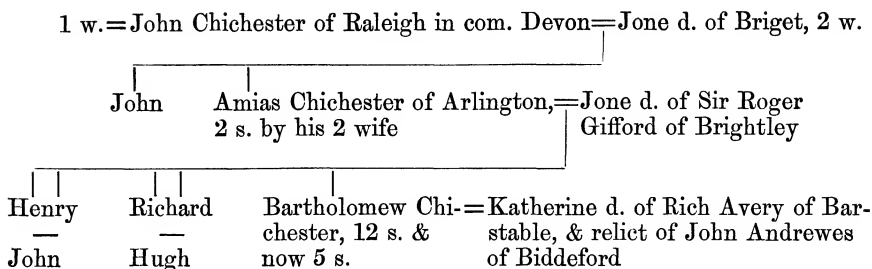 1 w.=John Chichester of Raleigh in com. Devon=Jone d. of Briget, 2 w.
John
Amias Chichester of Arlington,=Jone d. of Sir Roger
2 s. by his 2 wife
Gifford of Brightley
Henry
—
John
Richard
—
Hugh
Bartholomew Chi-=Katherine d. of Rich Avery of Bar-
chester, 12 s. &
now 5 s.
stable, & relict of John Andrewes
of Biddeford